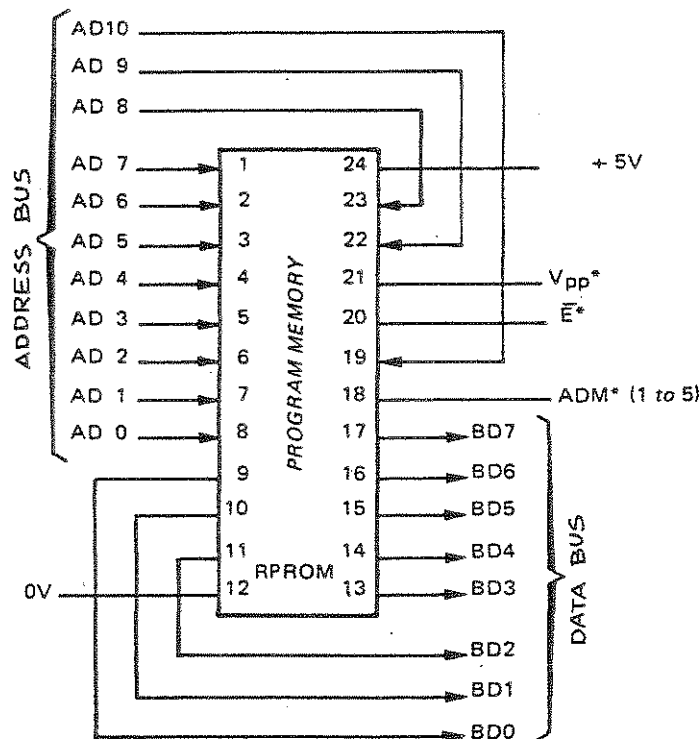 AD10
AD 9
AD 8
AD 7
AD 6
AD 5
AD 4
AD 3
AD 2
AD 1
AD 0
ADDRESS BUS
1
2
3
4
5
6
7
8
9
10
11
12
0V
PROGRAM MEMORY
RPROM
24
23
22
21
20
19
18
17
16
15
14
13
+ 5V
Vpp*
E̅*
ADM* (1 to 5)
BD7
BD6
BD5
BD4
BD3
BD2
BD1
BD0
DATA BUS